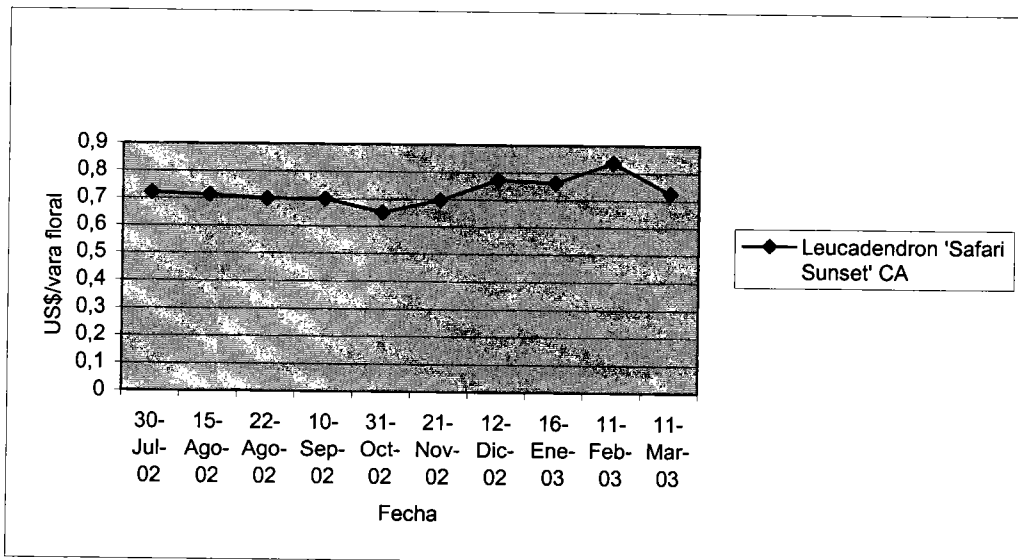 US$/vara floral
0,9
0,8
0,7
0,6
0,5
0,4
0,3
0,2
0,1
0
30- 15- 22- 10- 31- 21- 12- 16- 11- 11-
Jul- Ago- Ago- Sep- Oct- Nov- Dic- Ene- Feb- Mar-
02 02 02 02 02 02 02 03 03 03
Fecha
Leucadendron 'Safari
Sunset' CA